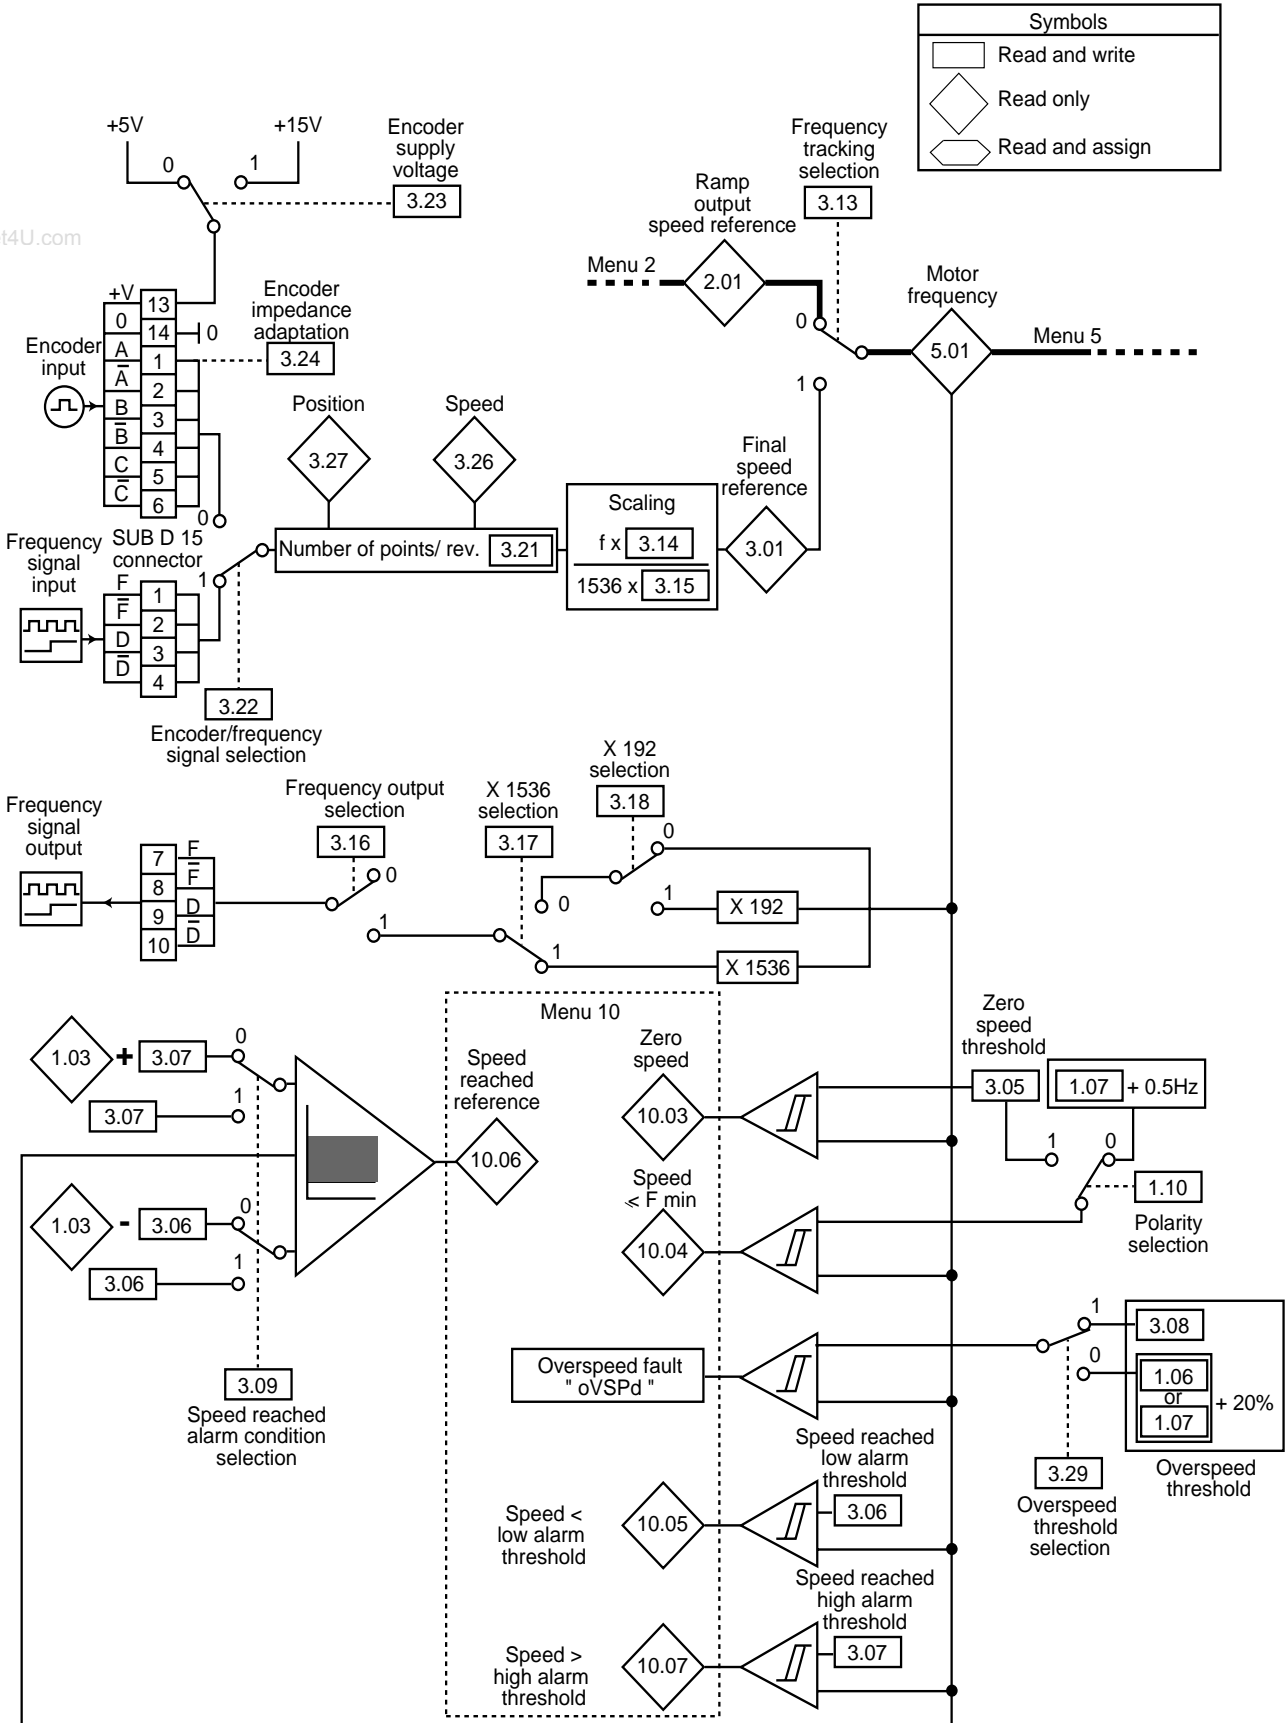 Symbols
Read and write
Read only
Read and assign
+5V
+15V
0
1
Encoder
supply
voltage
3.23
t4U.com
Frequency
tracking
selection
3.13
Ramp
output
speed reference
Menu 2
2.01
0
1
Motor
frequency
5.01
Menu 5
Encoder
input
+V
0
A
A̅
B
B̅
C
C̅
13
14
1
2
3
4
5
6
0
Encoder
impedance
adaptation
3.24
SUB D 15
connector
0
1
Position
3.27
Speed
3.26
Number of points/ rev. 3.21
Scaling
f x 3.14
1536 x 3.15
Final
speed
reference
3.01
Frequency
signal
input
F
F̅
D
D̅
1
2
3
4
3.22
Encoder/frequency
signal selection
Frequency
signal
output
7
8
9
10
F
F̅
D
D̅
Frequency output
selection
3.16
0
1
X 1536
selection
3.17
0
1
X 192
selection
3.18
0
1
X 192
X 1536
1.03 + 3.07
0
3.07
1
1.03 - 3.06
0
3.06
1
3.09
Speed reached
alarm condition
selection
Menu 10
Speed
reached
reference
10.06
Zero
speed
10.03
Zero
speed
threshold
3.05
1.07 + 0.5Hz
1
0
1.10
Polarity
selection
Speed
≤ F min
10.04
Overspeed fault
" oVSPd "
1
0
3.08
1.06
or
1.07
+ 20%
Overspeed
threshold
3.29
Overspeed
threshold
selection
Speed reached
low alarm
threshold
3.06
Speed <
low alarm
threshold
10.05
Speed reached
high alarm
threshold
3.07
Speed >
high alarm
threshold
10.07